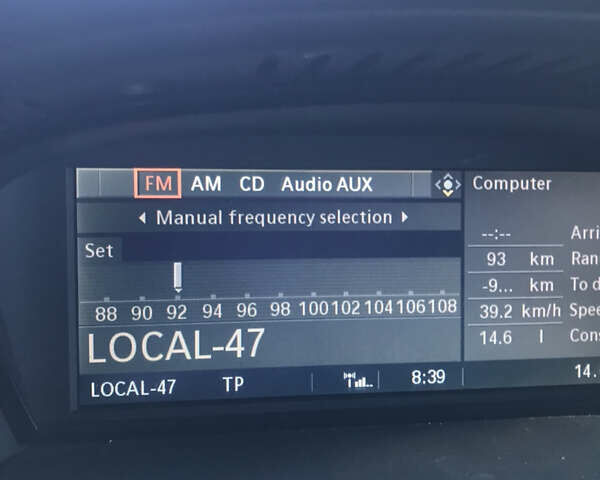 FM AM CD Audio AUX
Manual frequency selection
Set
88 90 92 94 96 98 100 102 104 106 108
LOCAL-47
LOCAL-47 TP 8:39
Computer
--:-- Arri
93 km Ran
-9... km To d
39.2 km/h Spee
14.6 l Cons
14.